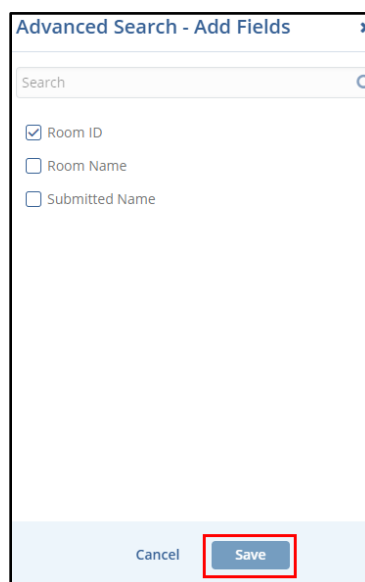 Advanced Search - Add Fields
Search
Room ID
Room Name
Submitted Name
Cancel Save